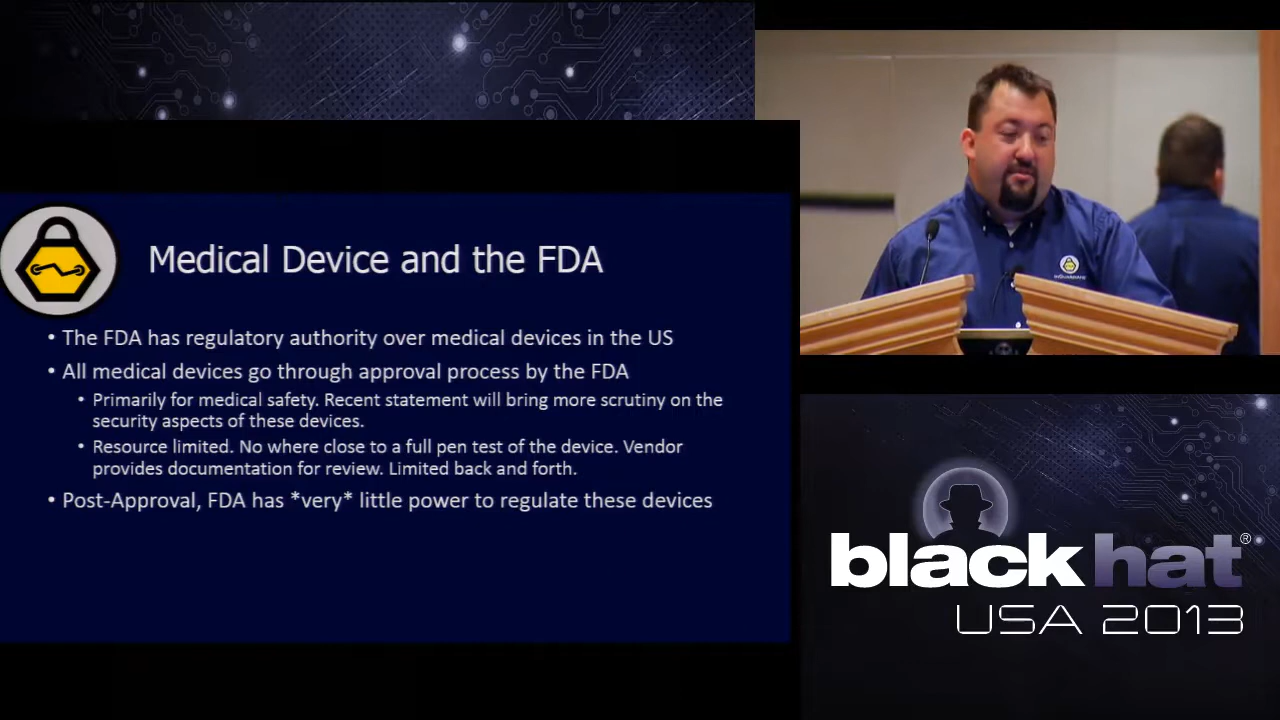 Medical Device and the FDA
• The FDA has regulatory authority over medical devices in the US
• All medical devices go through approval process by the FDA
• Primarily for medical safety. Recent statement will bring more scrutiny on the
security aspects of these devices.
• Resource limited. No where close to a full pen test of the device. Vendor
provides documentation for review. Limited back and forth.
• Post-Approval, FDA has *very* little power to regulate these devices
black hat®
USA 2013